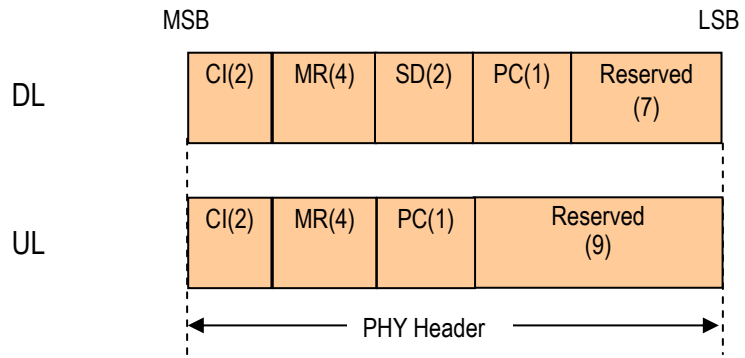 MSB LSB
DL CI(2) MR(4) SD(2) PC(1) Reserved
(7)
UL CI(2) MR(4) PC(1) Reserved
(9)
PHY Header